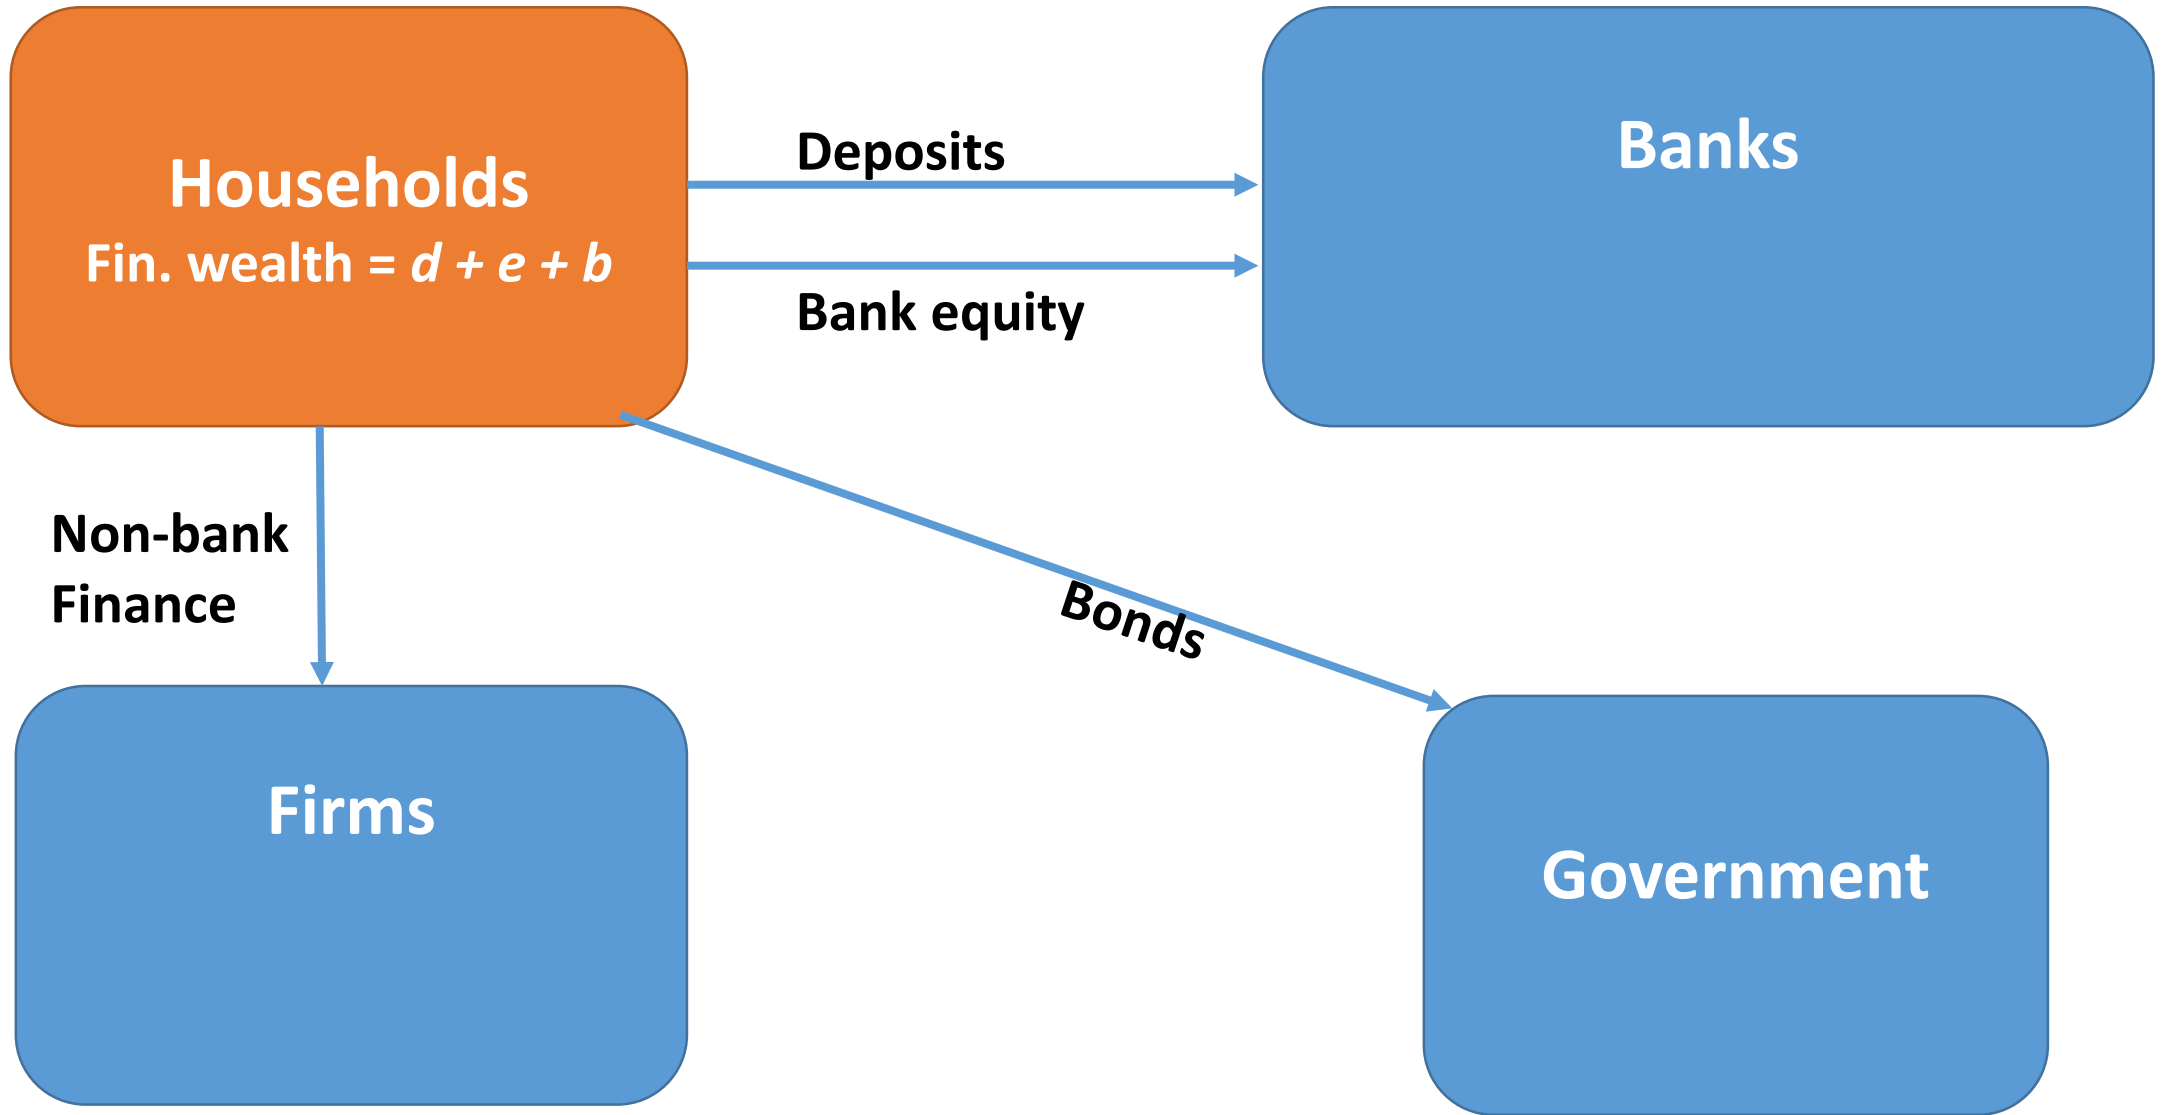 Households
Fin. wealth = d + e + b
Deposits
Bank equity
Banks
Non-bank
Finance
Bonds
Firms
Government